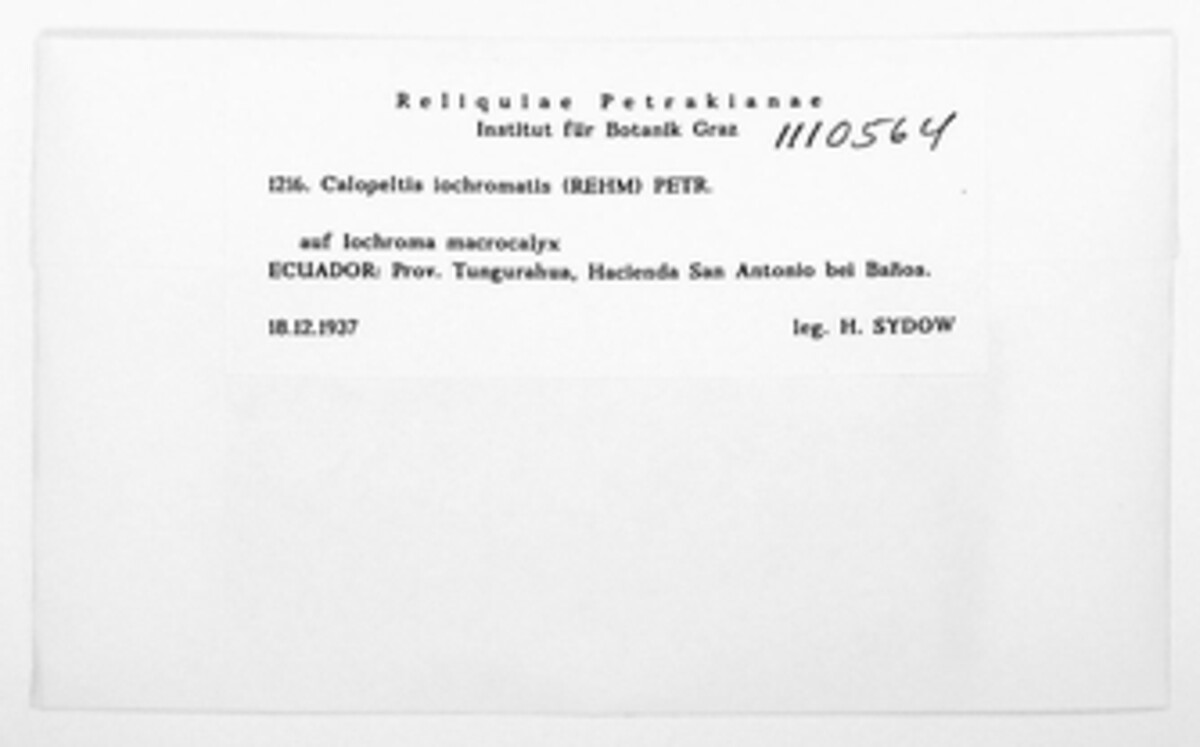 Reliquiae Petrakianae
Institut für Botanik Graz
1110564
1216. Calopeltis iochromatis (REHM) PETR.
auf Iochroma macrocalyx
ECUADOR: Prov. Tungurahua, Hacienda San Antonio bei Baños.
18.12.1937 leg. H. SYDOW